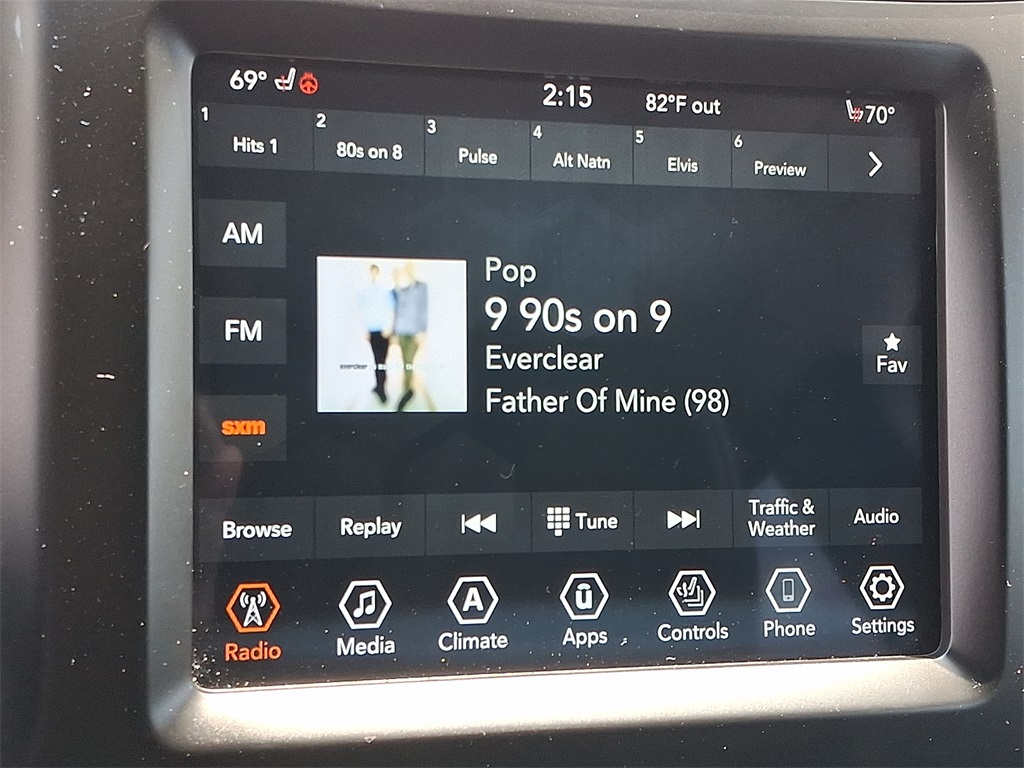 69° 2:15 82°F out 70°
1 2 3 4 5 6
Hits 1 80s on 8 Pulse Alt Natn Elvis Preview
AM
FM
sxm
Pop
9 90s on 9
Everclear
Father Of Mine (98)
Fav
everclear
Browse Replay Tune Traffic & Weather Audio
A
Radio Media Climate Apps Controls Phone Settings